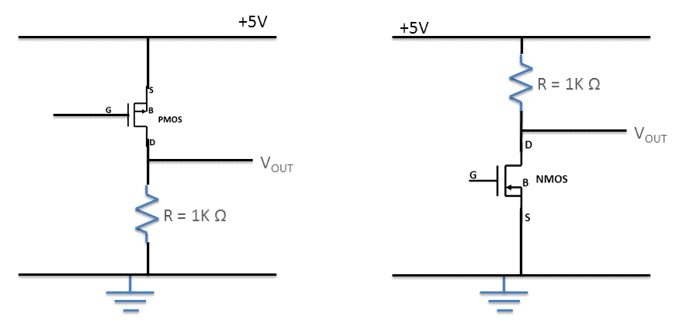 +5V
S
G
B
PMOS
D
VOUT
R = 1K Ω
+5V
R = 1K Ω
D
VOUT
G
B
NMOS
S